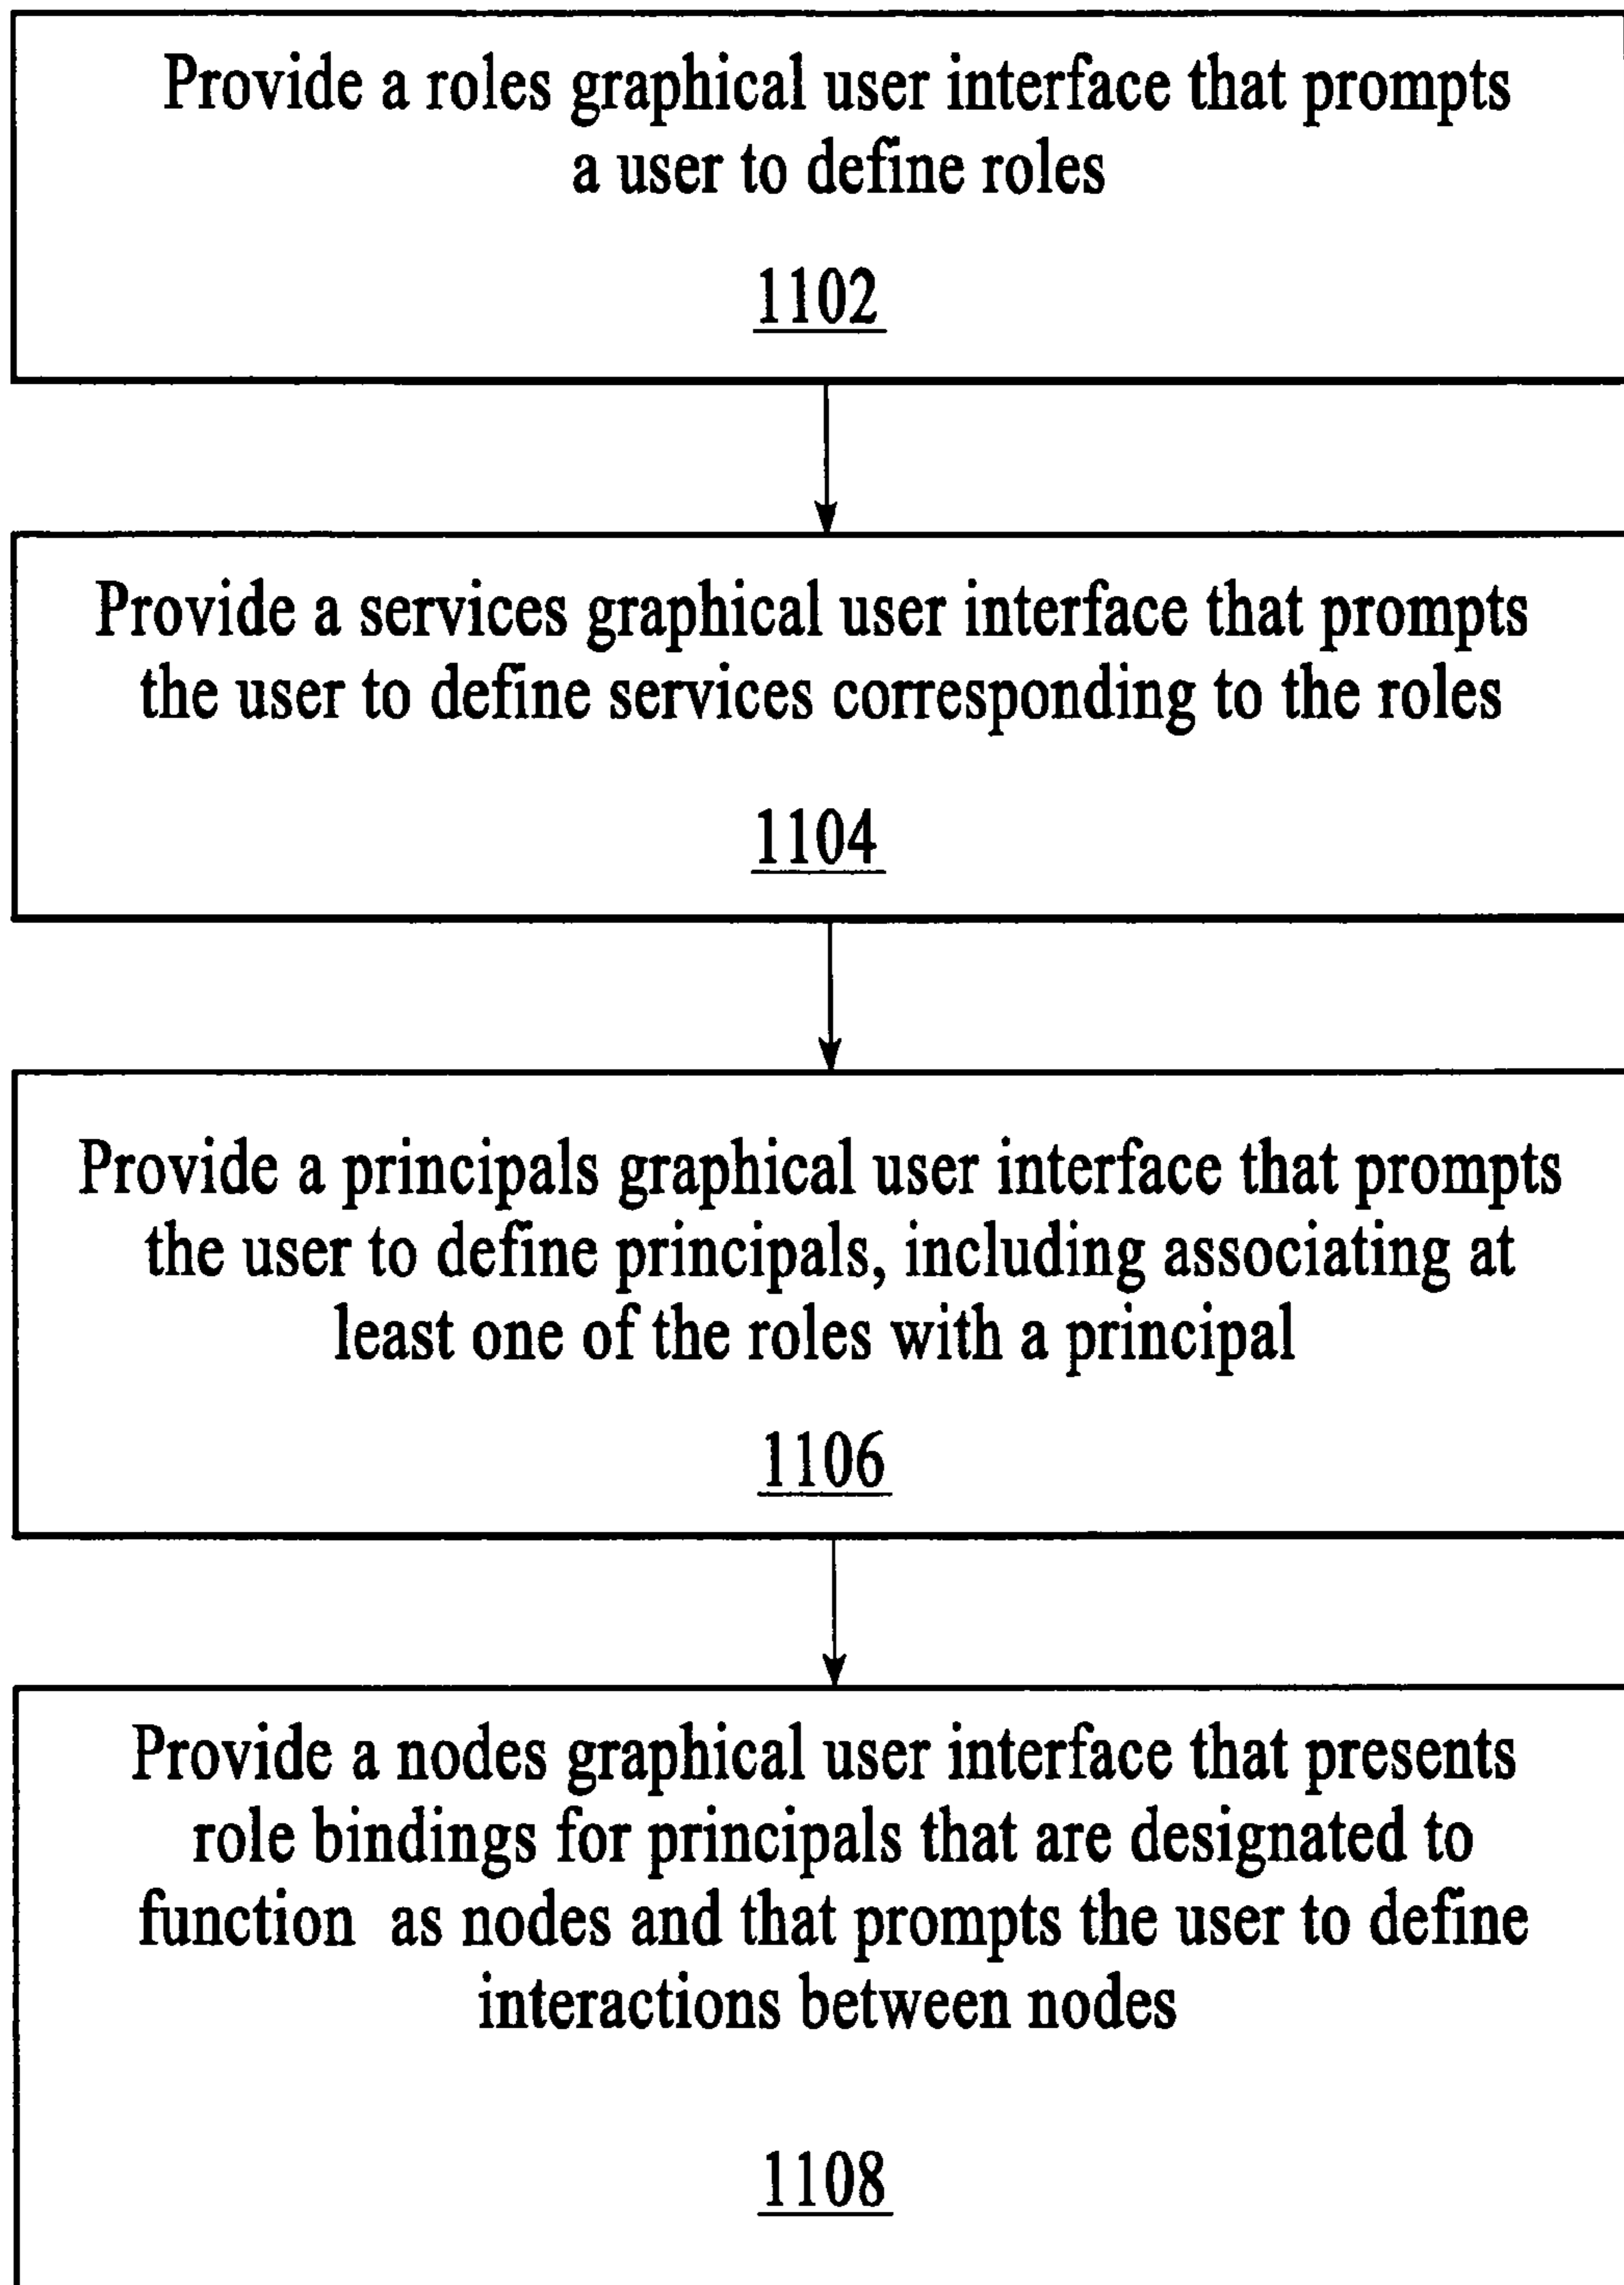 Provide a roles graphical user interface that prompts
a user to define roles
1102
Provide a services graphical user interface that prompts
the user to define services corresponding to the roles
1104
Provide a principals graphical user interface that prompts
the user to define principals, including associating at
least one of the roles with a principal
1106
Provide a nodes graphical user interface that presents
role bindings for principals that are designated to
function as nodes and that prompts the user to define
interactions between nodes
1108